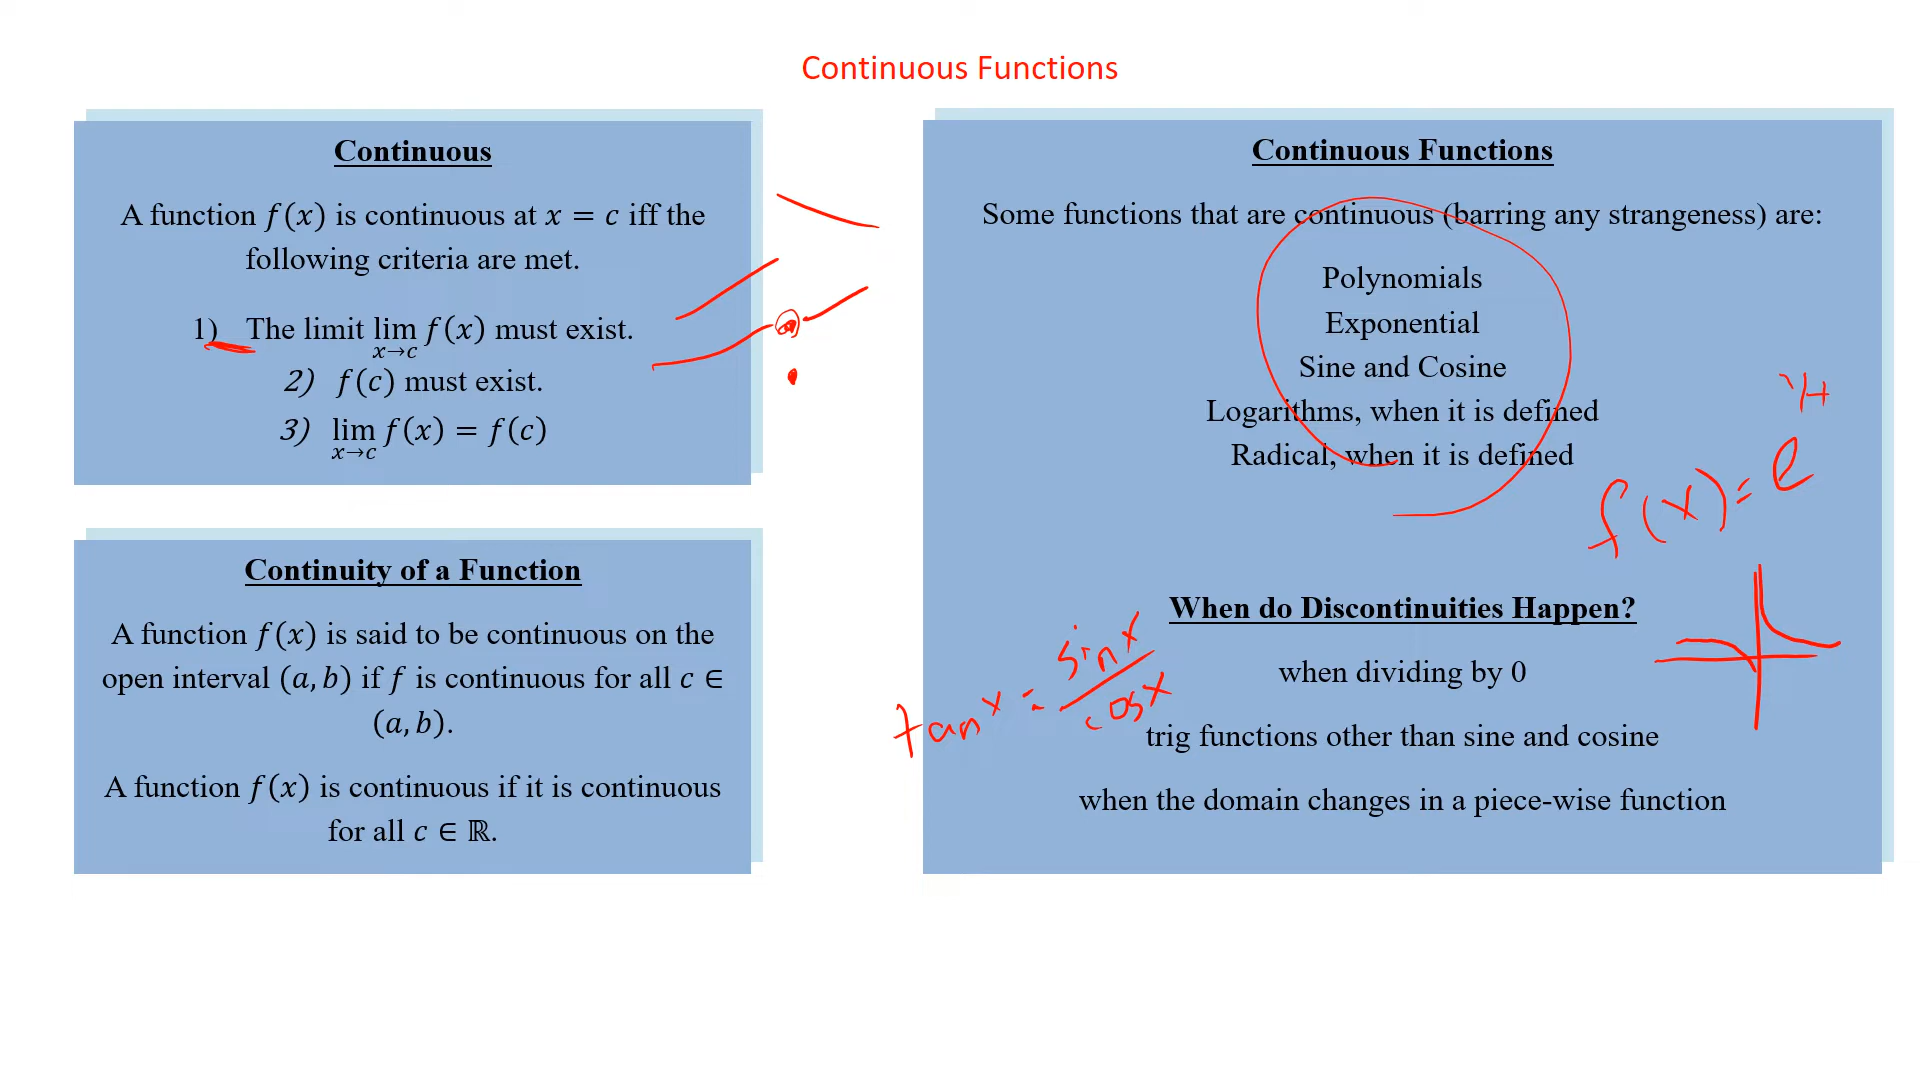 Continuous Functions
Continuous
A function f(x) is continuous at x = c iff the
following criteria are met.
1) The limit lim f(x) must exist.
x→c
2) f(c) must exist.
3) lim f(x) = f(c)
x→c
Continuity of a Function
A function f(x) is said to be continuous on the
open interval (a, b) if f is continuous for all c ∈
(a, b).
A function f(x) is continuous if it is continuous
for all c ∈ ℝ.
Continuous Functions
Some functions that are continuous (barring any strangeness) are:
Polynomials
Exponential
Sine and Cosine
Logarithms, when it is defined
Radical, when it is defined
f(x) = e
When do Discontinuities Happen?
when dividing by 0
trig functions other than sine and cosine
when the domain changes in a piece-wise function
tan x = sin x / cos x